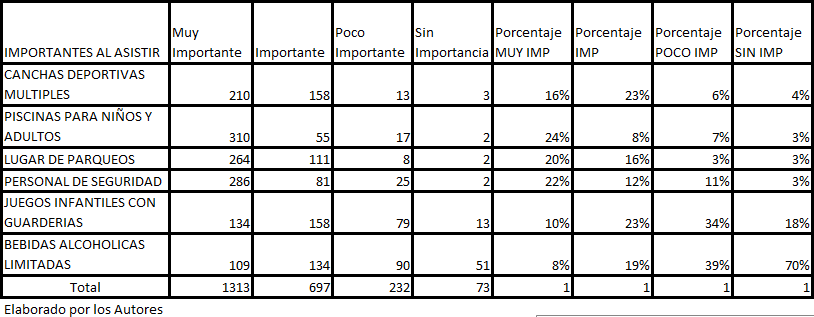 IMPORTANTES AL ASISTIR Muy Importante Importante Poco Importante Sin Importancia Porcentaje MUY IMP Porcentaje IMP Porcentaje POCO IMP Porcentaje SIN IMP
CANCHAS DEPORTIVAS MULTIPLES 210 158 13 3 16% 23% 6% 4%
PISCINAS PARA NIÑOS Y ADULTOS 310 55 17 2 24% 8% 7% 3%
LUGAR DE PARQUEOS 264 111 8 2 20% 16% 3% 3%
PERSONAL DE SEGURIDAD 286 81 25 2 22% 12% 11% 3%
JUEGOS INFANTILES CON GUARDERIAS 134 158 79 13 10% 23% 34% 18%
BEBIDAS ALCOHOLICAS LIMITADAS 109 134 90 51 8% 19% 39% 70%
Total 1313 697 232 73 1 1 1 1
Elaborado por los Autores